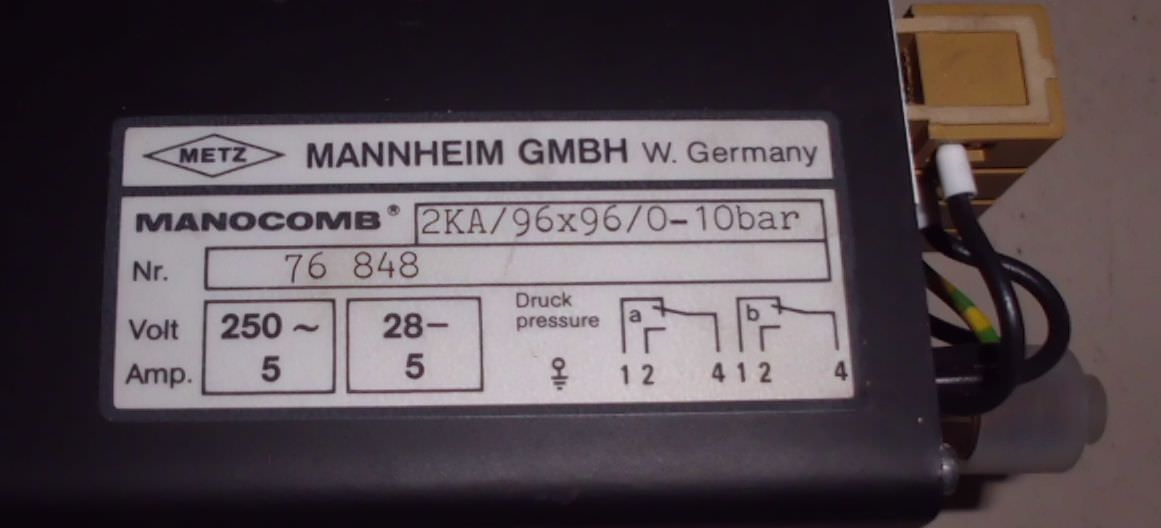 METZ MANNHEIM GMBH W. Germany
MANOCOMB® 2KA/96x96/0-10bar
Nr. 76 848
Druck
pressure
Volt 250 ~ 28-
Amp. 5 5
a b
1 2 4 1 2 4